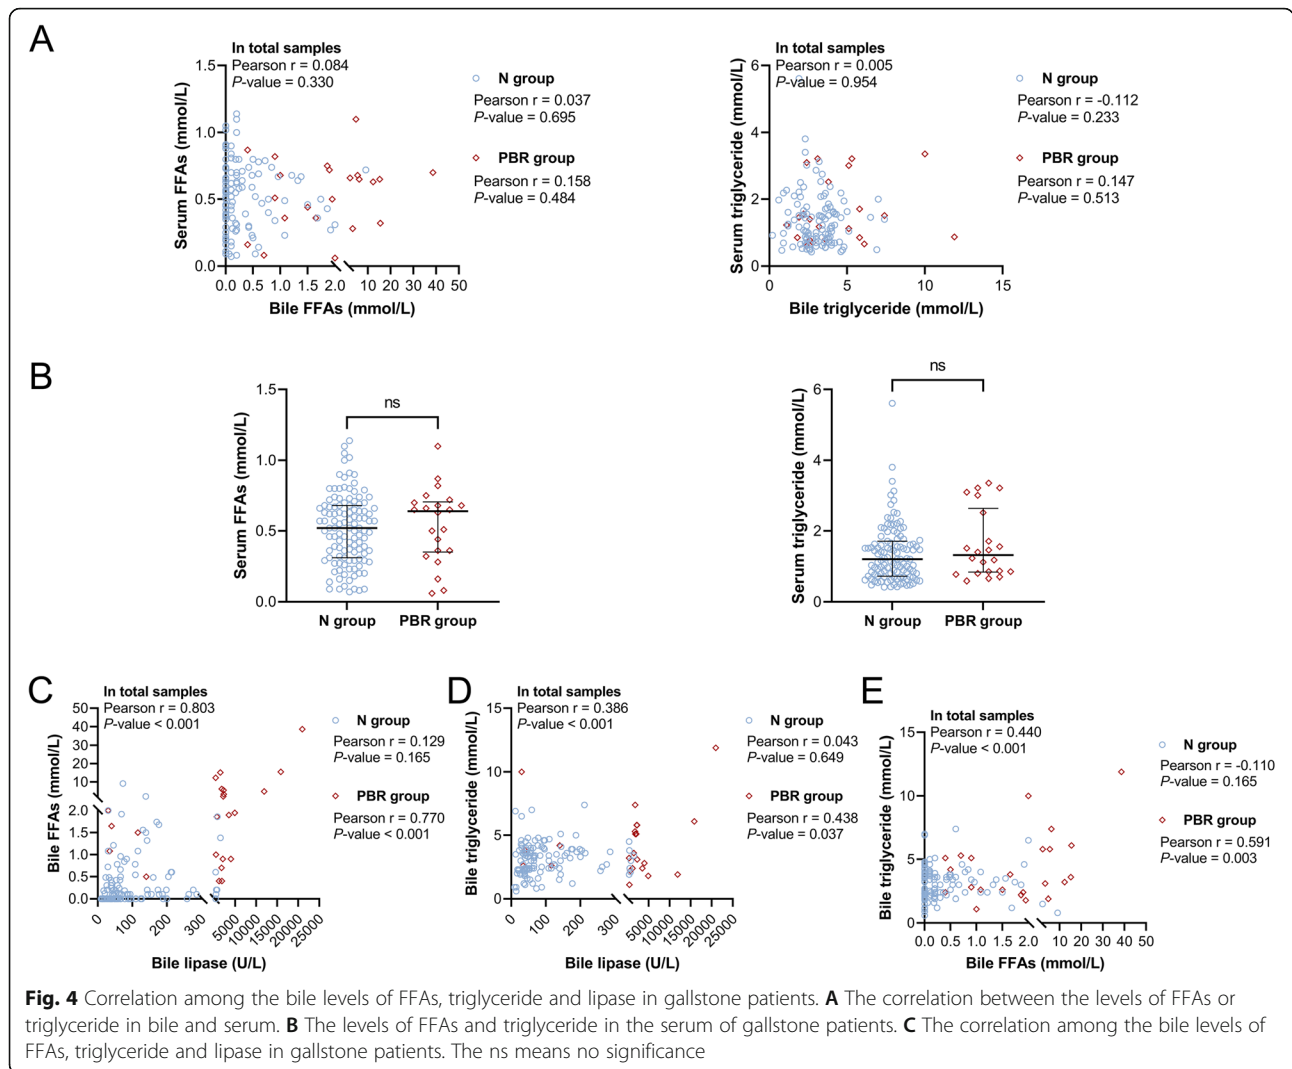 A
In total samples
Pearson r = 0.084
P-value = 0.330
N group
Pearson r = 0.037
P-value = 0.695
PBR group
Pearson r = 0.158
P-value = 0.484
Serum FFAs (mmol/L)
1.5
1.0
0.5
0.0
0.0 0.5 1.0 1.5 2.0 10 20 30 40 50
Bile FFAs (mmol/L)
In total samples
Pearson r = 0.005
P-value = 0.954
N group
Pearson r = -0.112
P-value = 0.233
PBR group
Pearson r = 0.147
P-value = 0.513
Serum triglyceride (mmol/L)
6
4
2
0
0 5 10 15
Bile triglyceride (mmol/L)
B
Serum FFAs (mmol/L)
1.5
1.0
0.5
0.0
ns
N group PBR group
Serum triglyceride (mmol/L)
6
4
2
0
ns
N group PBR group
C
In total samples
Pearson r = 0.803
P-value < 0.001
N group
Pearson r = 0.129
P-value = 0.165
PBR group
Pearson r = 0.770
P-value < 0.001
Bile FFAs (mmol/L)
50
40
30
20
10
2.0
1.5
1.0
0.5
0.0
0 100 200 300 5000 10000 15000 20000 25000
Bile lipase (U/L)
D
In total samples
Pearson r = 0.386
P-value < 0.001
N group
Pearson r = 0.043
P-value = 0.649
PBR group
Pearson r = 0.438
P-value = 0.037
Bile triglyceride (mmol/L)
15
10
5
0
0 100 200 300 5000 10000 15000 20000 25000
Bile lipase (U/L)
E
In total samples
Pearson r = 0.440
P-value < 0.001
N group
Pearson r = -0.110
P-value = 0.165
PBR group
Pearson r = 0.591
P-value = 0.003
Bile triglyceride (mmol/L)
15
10
5
0
0.0 0.5 1.0 1.5 2.0 10 20 30 40 50
Bile FFAs (mmol/L)
Fig. 4 Correlation among the bile levels of FFAs, triglyceride and lipase in gallstone patients. A The correlation between the levels of FFAs or
triglyceride in bile and serum. B The levels of FFAs and triglyceride in the serum of gallstone patients. C The correlation among the bile levels of
FFAs, triglyceride and lipase in gallstone patients. The ns means no significance